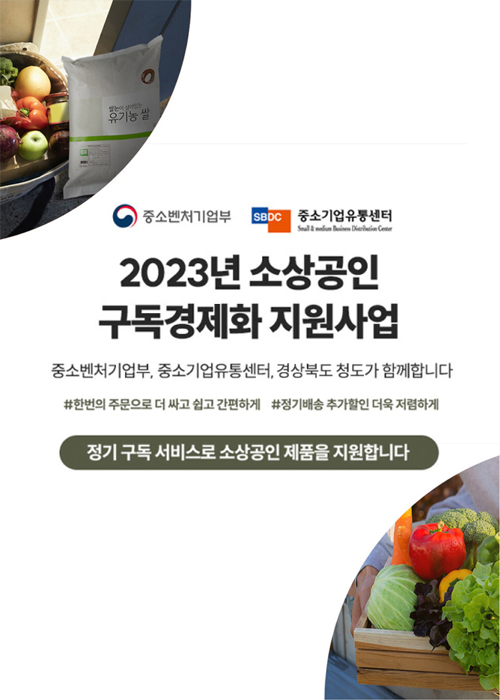 유기농 쌀
중소벤처기업부
SBDC 중소기업유통센터
Small & medium Business Distribution Center
2023년 소상공인
구독경제화 지원사업
중소벤처기업부, 중소기업유통센터, 경상북도 청도가 함께합니다
#한번의 주문으로 더 싸고 쉽고 간편하게 #정기배송 추가할인 더욱 저렴하게
정기 구독 서비스로 소상공인 제품을 지원합니다